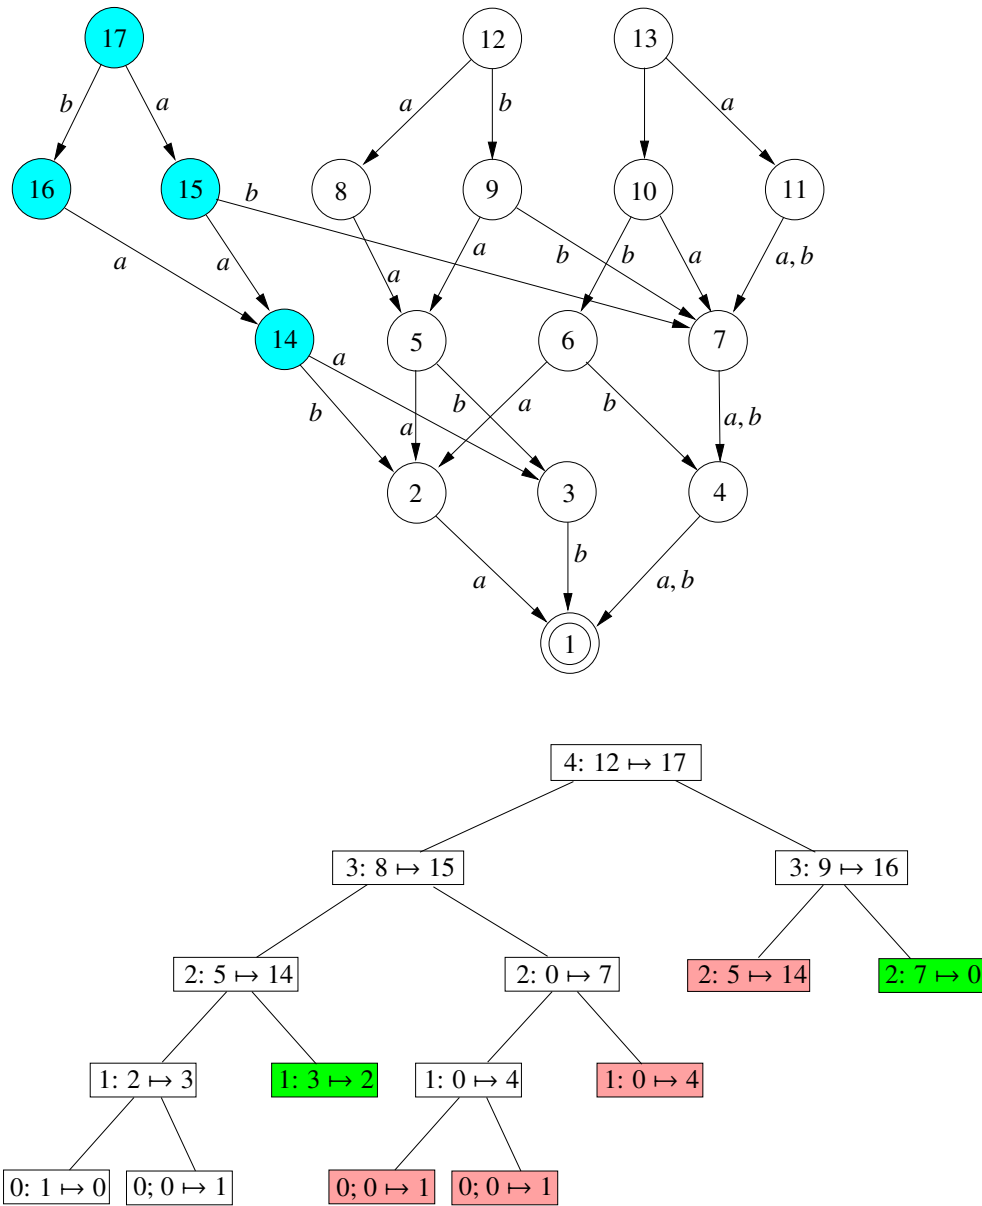 17 12 13
b a a b a
16 15 b 8 9 10 11
a a a a b b a a, b
14 a 5 6 7
b a b a b a, b
2 3 4
a b a, b
1
4: 12 ↦ 17
3: 8 ↦ 15 3: 9 ↦ 16
2: 5 ↦ 14 2: 0 ↦ 7 2: 5 ↦ 14 2: 7 ↦ 0
1: 2 ↦ 3 1: 3 ↦ 2 1: 0 ↦ 4 1: 0 ↦ 4
0: 1 ↦ 0 0; 0 ↦ 1 0; 0 ↦ 1 0; 0 ↦ 1